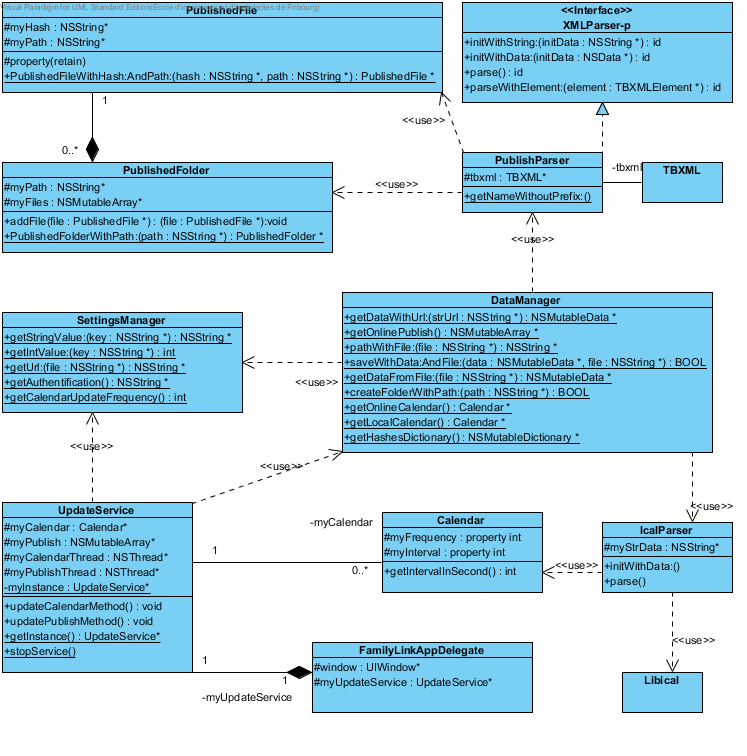 Visual Paradigm for UML Standard Edition(Ecole d'
de Fribourg)
PublishedFile
#myHash : NSString*
#myPath : NSString*
#property(retain)
+PublishedFileWithHash:AndPath:(hash : NSString *, path : NSString *) : PublishedFile *
<<Interface>>
XMLParser-p
+initWithString:(initData : NSString *) : id
+initWithData:(initData : NSData *) : id
+parse() : id
+parseWithElement:(element : TBXMLElement *) : id
1
0..*
<<use>>
PublishedFolder
#myPath : NSString*
#myFiles : NSMutableArray*
+addFile(file : PublishedFile *) : (file : PublishedFile *):void
+PublishedFolderWithPath:(path : NSString *) : PublishedFolder *
<<use>>
PublishParser
#tbxml : TBXML*
+getNameWithoutPrefix:()
-tbxml
TBXML
<<use>>
SettingsManager
+getStringValue:(key : NSString *) : NSString *
+getIntValue:(key : NSString *) : int
+getUrl:(file : NSString *) : NSString *
+getAuthentification() : NSString *
+getCalendarUpdateFrequency() : int
<<use>>
DataManager
+getDataWithUrl:(strUrl : NSString *) : NSMutableData *
+getOnlinePublish() : NSMutableArray *
+pathWithFile:(file : NSString *) : NSString *
+saveWithData:AndFile:(data : NSMutableData *, file : NSString *) : BOOL
+getDataFromFile:(file : NSString *) : NSMutableData *
+createFolderWithPath:(path : NSString *) : BOOL
+getOnlineCalendar() : Calendar *
+getLocalCalendar() : Calendar *
+getHashesDictionary() : NSMutableDictionary *
<<use>>
<<use>>
<<use>>
UpdateService
#myCalendar : Calendar*
#myPublish : NSMutableArray*
#myCalendarThread : NSThread*
#myPublishThread : NSThread*
-myInstance : UpdateService*
+updateCalendarMethod() : void
+updatePublishMethod() : void
+getInstance() : UpdateService*
+stopService()
-myCalendar
1
0..*
Calendar
#myFrequency : property int
#myInterval : property int
+getIntervalInSecond() : int
<<use>>
IcalParser
#myStrData : NSString*
+initWithData:()
+parse()
<<use>>
1
1
-myUpdateService
FamilyLinkAppDelegate
#window : UIWindow*
#myUpdateService : UpdateService*
Libical